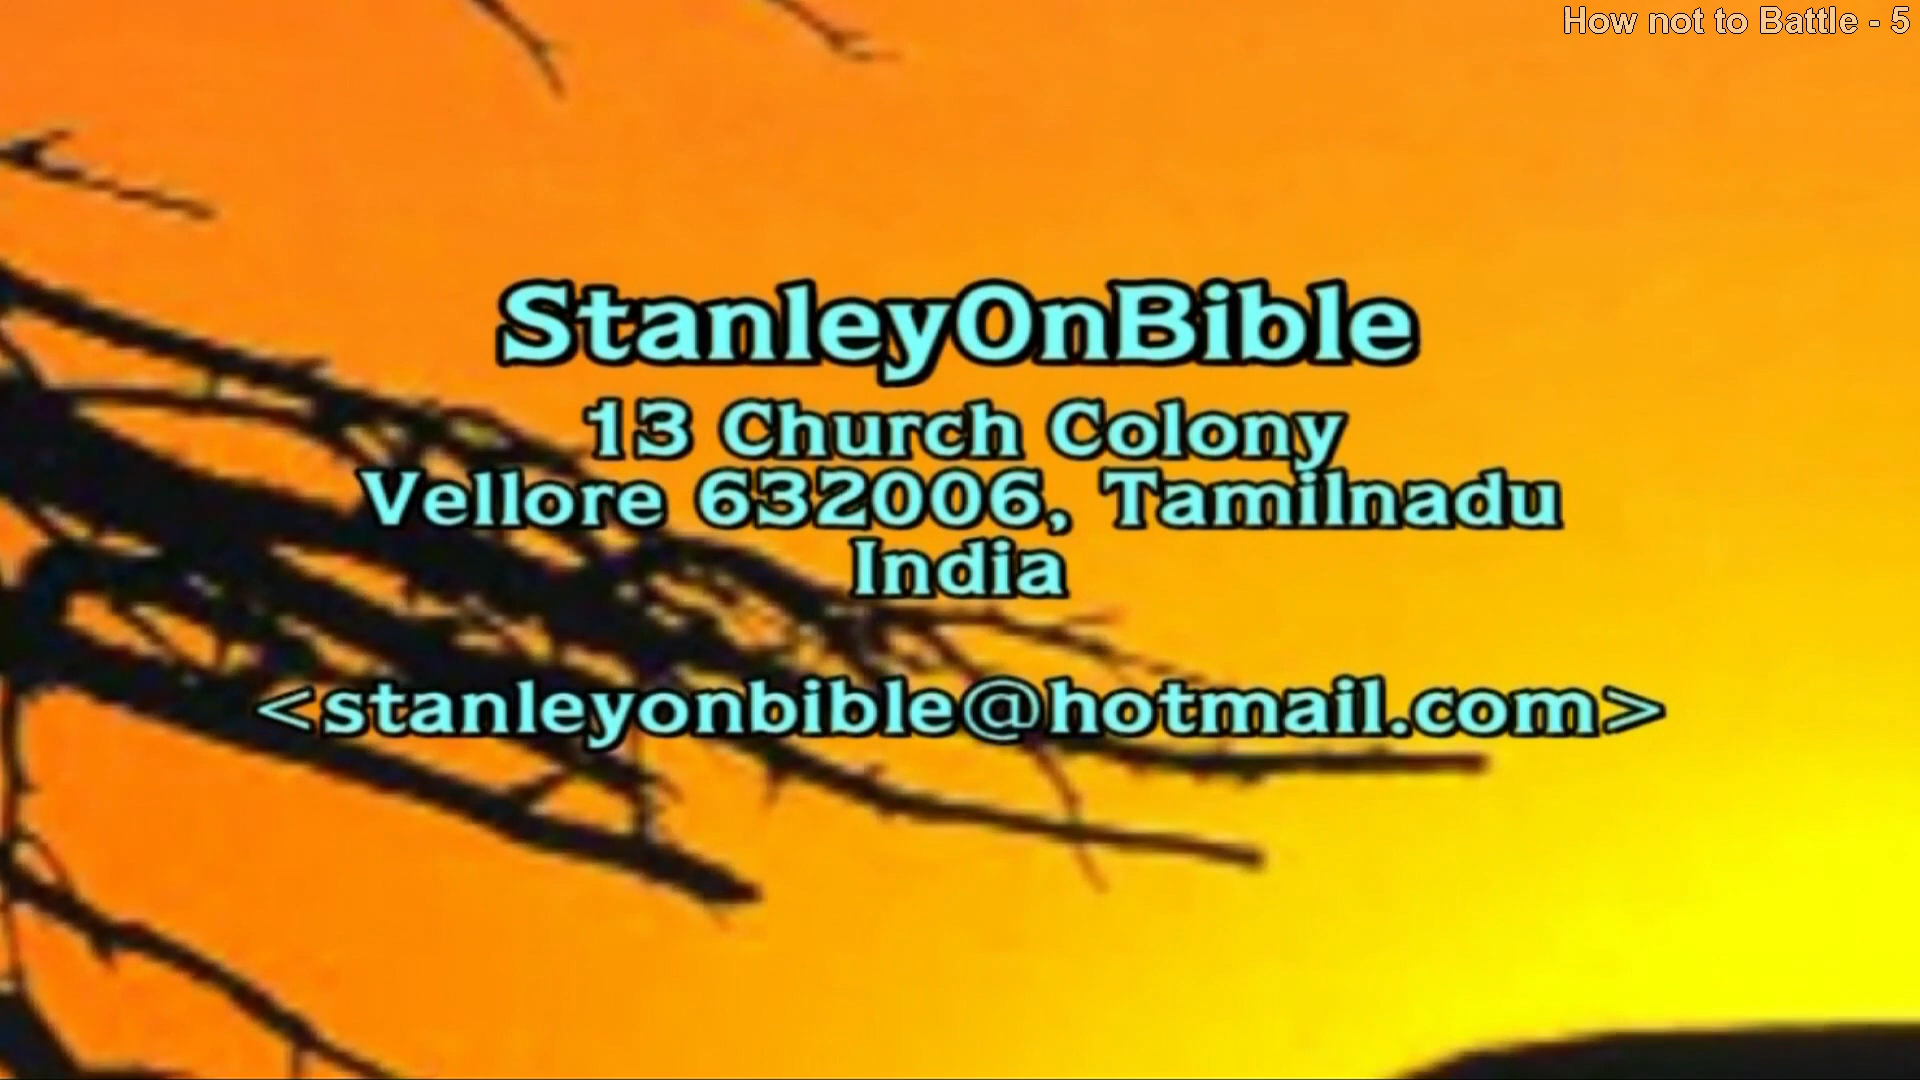 How not to Battle - 5
StanleyOnBible
13 Church Colony
Vellore 632006, Tamilnadu
India
<stanleyonbible@hotmail.com>